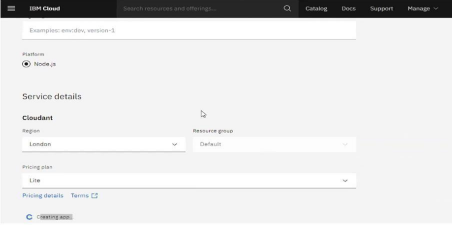 IBM Cloud Search resources and offerings... Catalog Docs Support Manage
Examples: env:dev, version-1
Platform
Node.js
Service details
Cloudant
Region Resource group
London Default
Pricing plan
Lite
Pricing details Terms
Creating app...